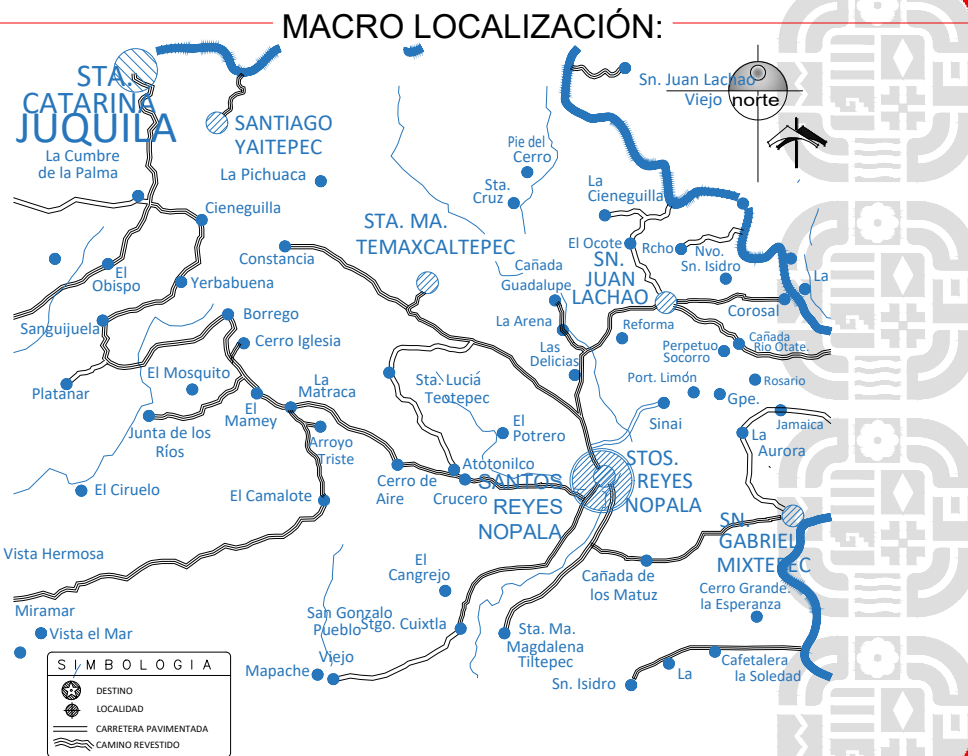 MACRO LOCALIZACIÓN:
STA.
CATARINA
JUQUILA
SANTIAGO
YAITEPEC
Sn. Juan Lachao
Viejo
norte
La Cumbre
de la Palma
La Pichuaca
Pie del
Cerro
Sta.
Cruz
La
Cieneguilla
Cieneguilla
STA. MA.
TEMAXCALTEPEC
Constancia
El Ocote
Rcho
Nvo.
Sn. Isidro
SN.
JUAN
LACHAO
El
Obispo
Yerbabuena
Cañada
Guadalupe
La
Corosal
Sanguijuela
Borrego
La Arena
Reforma
Cerro Iglesia
Las
Delicias
Perpetuo
Socorro
Cañada
Rio Otate.
Platanar
El Mosquito
La
Matraca
Sta. Lucía
Teotepec
Port. Limón
Rosario
Gpe.
El
Mamey
Junta de los
Ríos
Arroyo
Triste
El
Potrero
Sinai
Jamaica
La
Aurora
El Ciruelo
El Camalote
Cerro de
Aire
Atotonilco
Crucero
SANTOS
REYES
NOPALA
STOS.
REYES
NOPALA
SN.
GABRIEL
MIXTEPEC
Vista Hermosa
El
Cangrejo
Cañada de
los Matuz
Cerro Grande.
la Esperanza
Miramar
Vista el Mar
San Gonzalo
Pueblo
Viejo
Stgo. Cuixtla
Sta. Ma.
Magdalena
Tiltepec
Mapache
Sn. Isidro
La
Cafetalera
la Soledad
SIMBOLOGIA
DESTINO
LOCALIDAD
CARRETERA PAVIMENTADA
CAMINO REVESTIDO